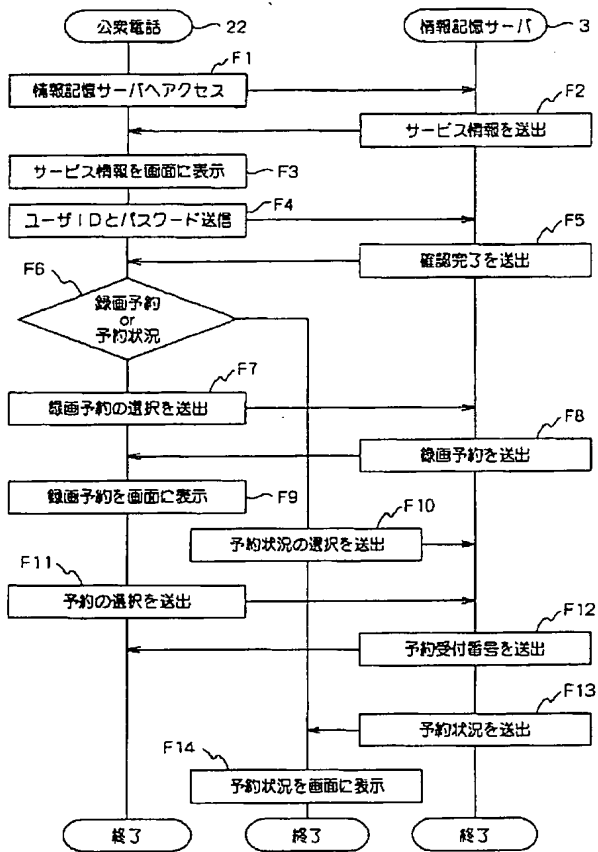 公衆電話 22 情報記憶サーバ 3
F1
情報記憶サーバへアクセス
F2
サービス情報を送出
サービス情報を画面に表示 F3
F4
ユーザIDとパスワード送信
F5
確認完了を送出
F6
録画予約
or
予約状況
F7
録画予約の選択を送出
F8
録画予約を送出
録画予約を画面に表示 F9
F10
予約状況の選択を送出
F11
予約の選択を送出
F12
予約受付番号を送出
F13
予約状況を送出
F14
予約状況を画面に表示
終了 終了 終了